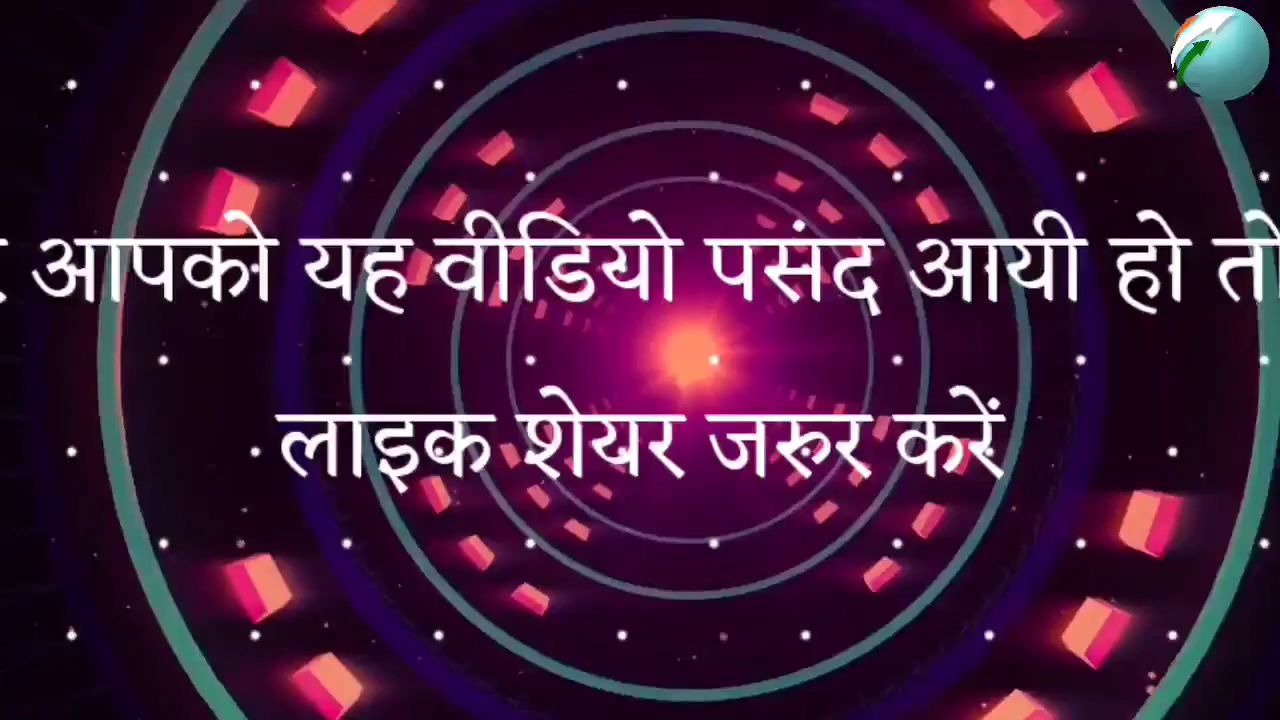 आपको यह वीडियो पसंद आयी हो तो
लाइक शेयर जरुर करें